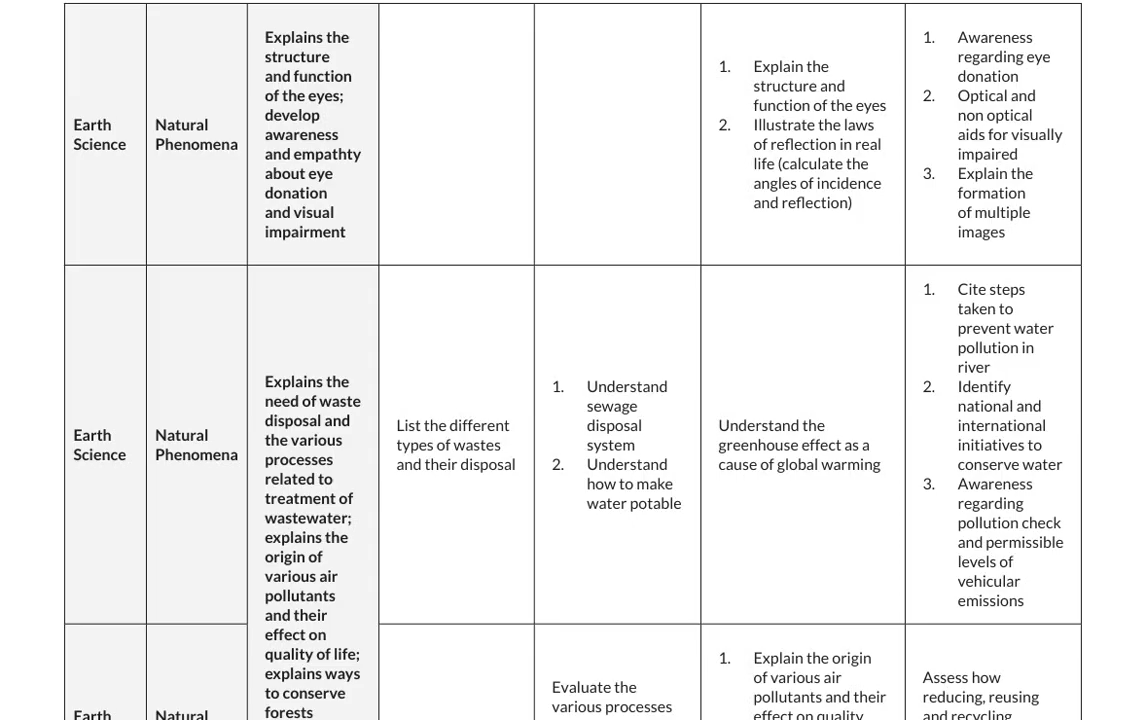 Earth
Science
Natural
Phenomena
Explains the
structure
and function
of the eyes;
develop
awareness
and empathty
about eye
donation
and visual
impairment
1. Explain the
structure and
function of the eyes
2. Illustrate the laws
of reflection in real
life (calculate the
angles of incidence
and reflection)
1. Awareness
regarding eye
donation
2. Optical and
non optical
aids for visually
impaired
3. Explain the
formation
of multiple
images
Earth
Science
Natural
Phenomena
Explains the
need of waste
disposal and
the various
processes
related to
treatment of
wastewater;
explains the
origin of
various air
pollutants
and their
effect on
quality of life;
explains ways
to conserve
forests
List the different
types of wastes
and their disposal
1. Understand
sewage
disposal
system
2. Understand
how to make
water potable
Understand the
greenhouse effect as a
cause of global warming
1. Cite steps
taken to
prevent water
pollution in
river
2. Identify
national and
international
initiatives to
conserve water
3. Awareness
regarding
pollution check
and permissible
levels of
vehicular
emissions
Earth
Natural
Evaluate the
various processes
1. Explain the origin
of various air
pollutants and their
effect on quality
Assess how
reducing, reusing
and recycling